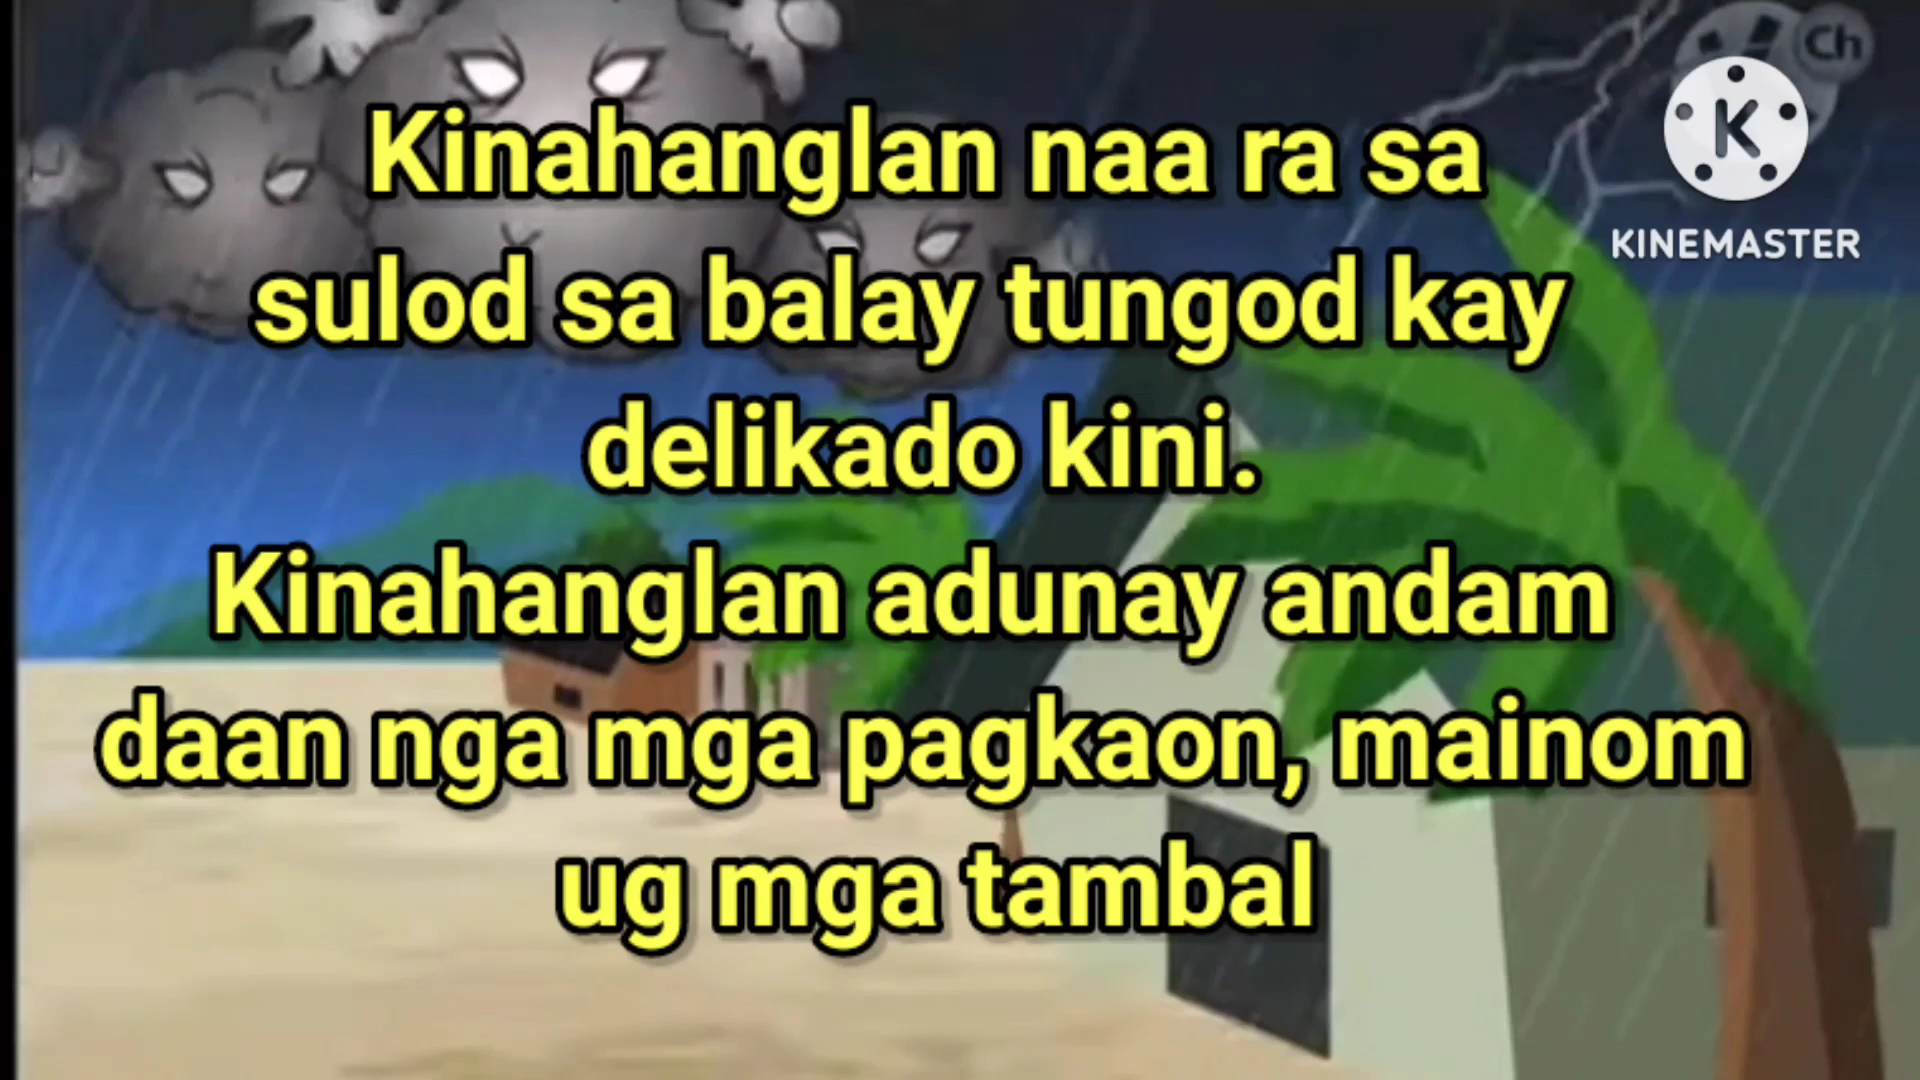 Ch
K
KINEMASTER
Kinahanglan naa ra sa
sulod sa balay tungod kay
delikado kini.
Kinahanglan adunay andam
daan nga mga pagkaon, mainom
ug mga tambal